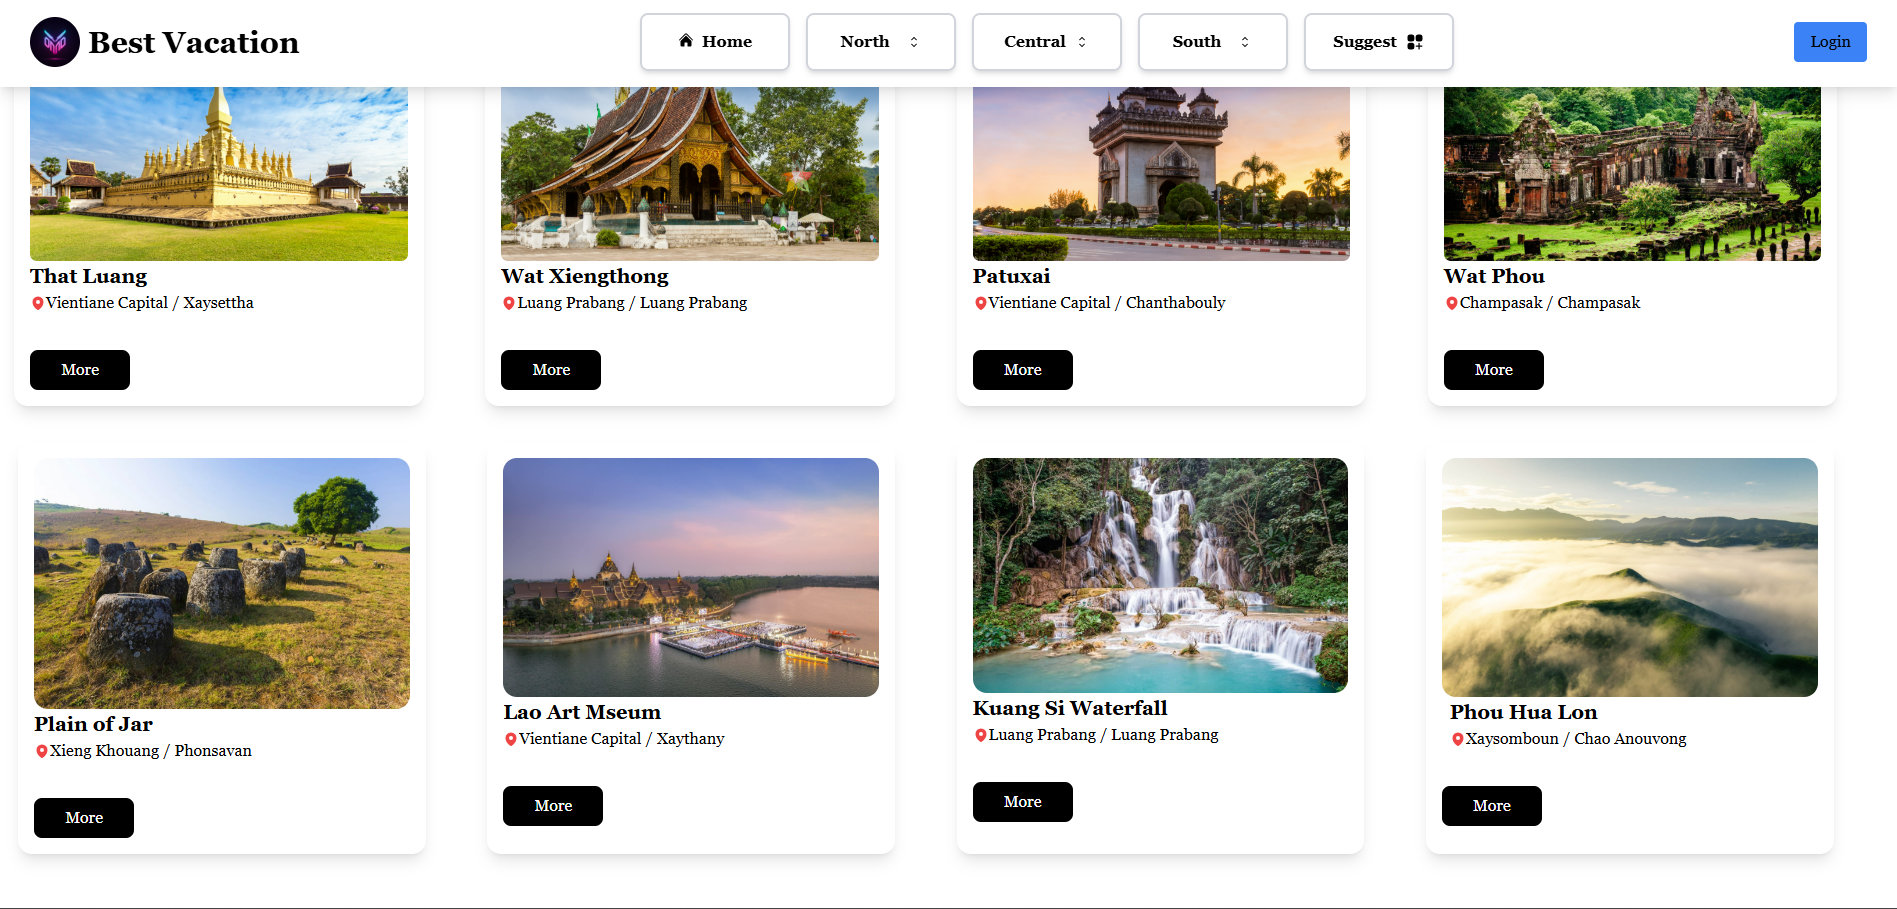 Best Vacation
Home
North
Central
South
Suggest
Login
That Luang
Vientiane Capital / Xaysettha
More
Wat Xiengthong
Luang Prabang / Luang Prabang
More
Patuxai
Vientiane Capital / Chanthabouly
More
Wat Phou
Champasak / Champasak
More
Plain of Jar
Xieng Khouang / Phonsavan
More
Lao Art Mseum
Vientiane Capital / Xaythany
More
Kuang Si Waterfall
Luang Prabang / Luang Prabang
More
Phou Hua Lon
Xaysomboun / Chao Anouvong
More